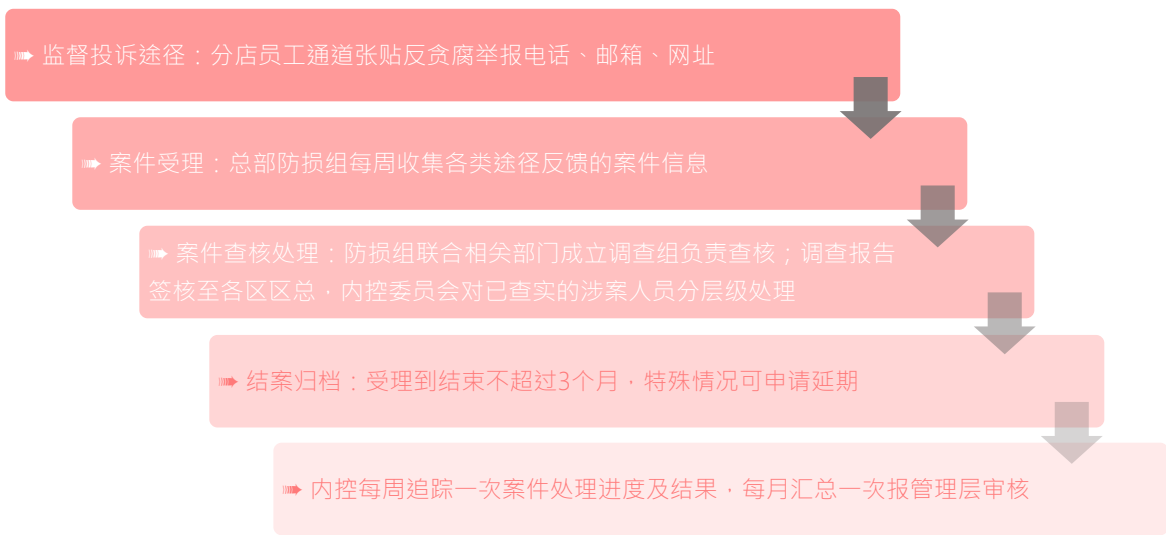 ➠ 监督投诉途径：分店员工通道张贴反贪腐举报电话、邮箱、网址
➠ 案件受理：总部防损组每周收集各类途径反馈的案件信息
➠ 案件查核处理：防损组联合相关部门成立调查组负责查核；调查报告
签核至各区区总，内控委员会对已查实的涉案人员分层级处理
➠ 结案归档：受理到结束不超过3个月，特殊情况可申请延期
➠ 内控每周追踪一次案件处理进度及结果，每月汇总一次报管理层审核